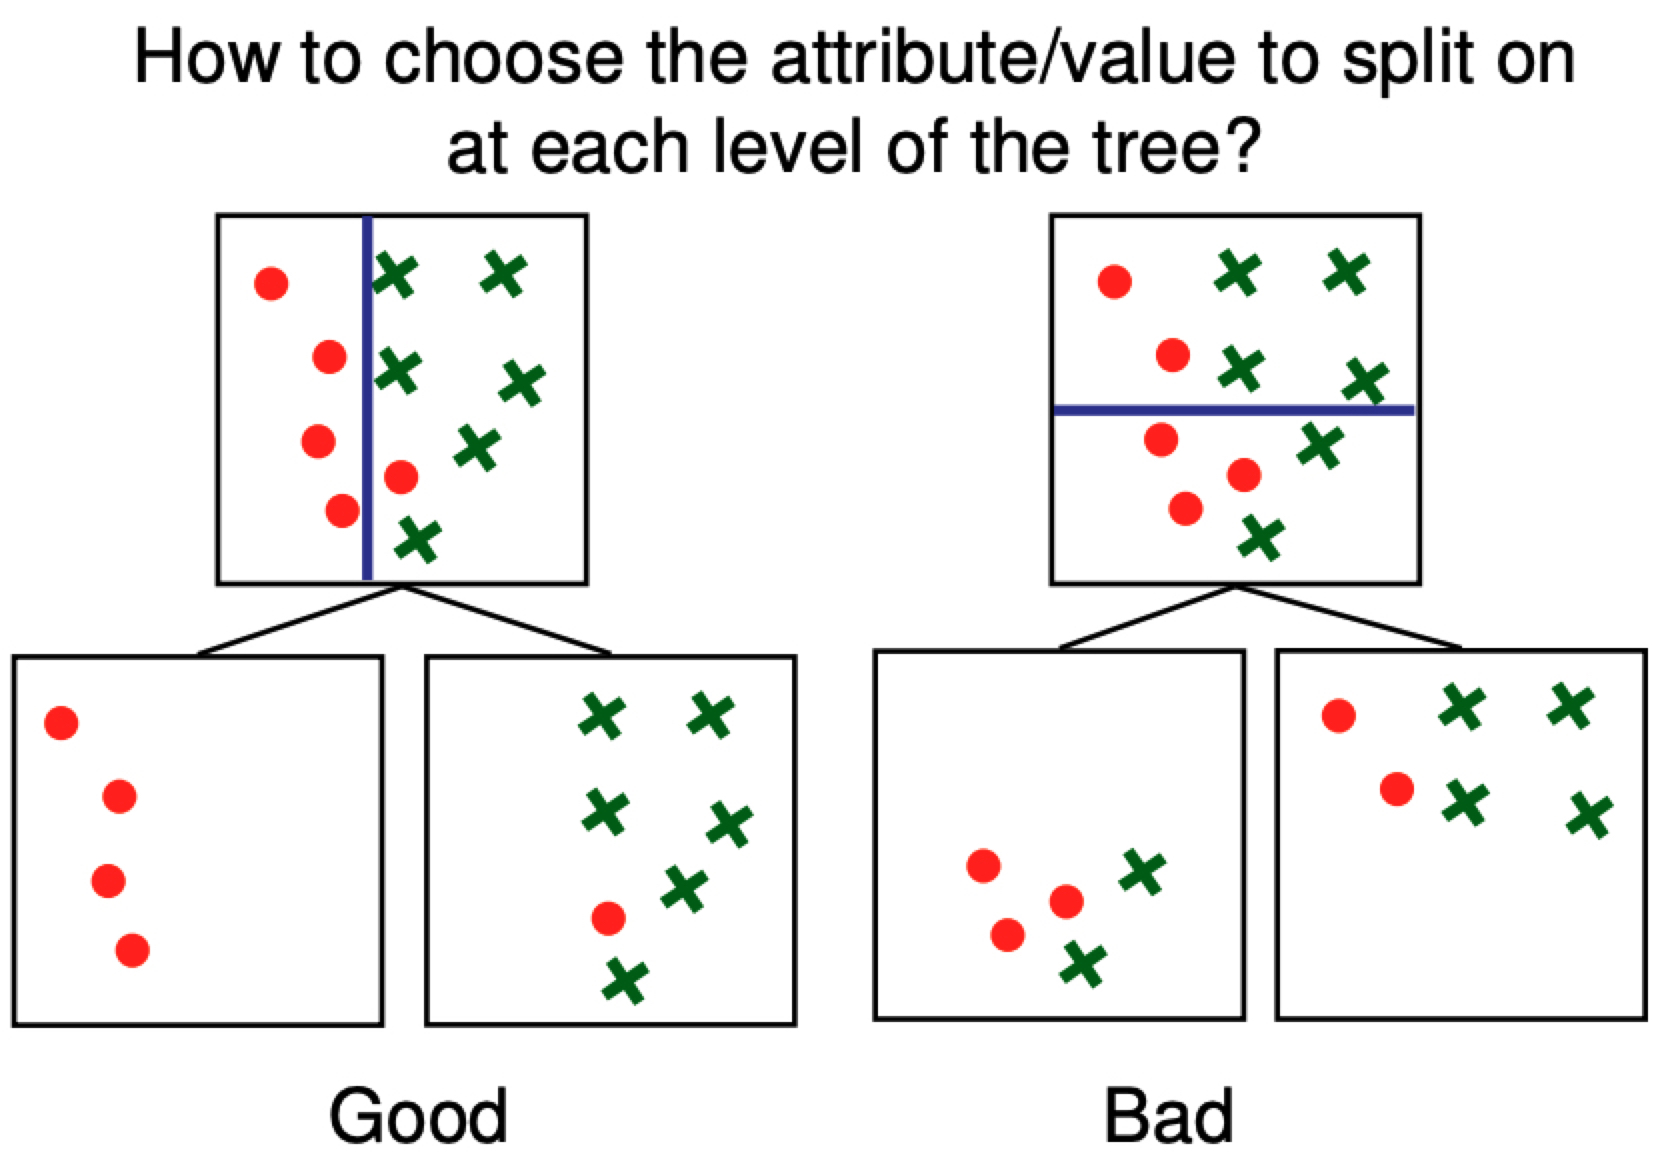 How to choose the attribute/value to split on
at each level of the tree?
Good
Bad